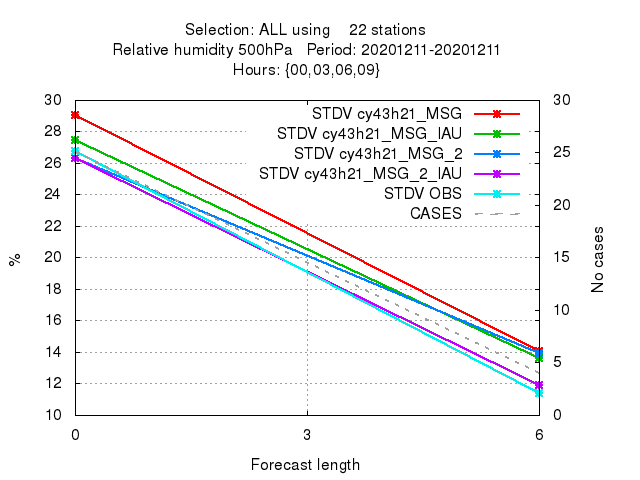 Selection: ALL using    22 stations
Relative humidity 500hPa   Period: 20201211-20201211
Hours: {00,03,06,09}
30 30
28
26 25
24
22 20
20
18 15
16 10
14
12 5
10 0
% No cases
STDV cy43h21_MSG
STDV cy43h21_MSG_IAU
STDV cy43h21_MSG_2
STDV cy43h21_MSG_2_IAU
STDV OBS
CASES
0 3 6
Forecast length